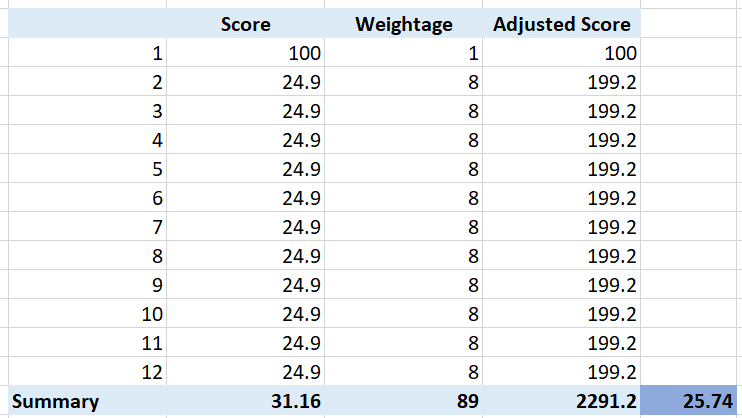 Score Weightage Adjusted Score
1 100 1 100
2 24.9 8 199.2
3 24.9 8 199.2
4 24.9 8 199.2
5 24.9 8 199.2
6 24.9 8 199.2
7 24.9 8 199.2
8 24.9 8 199.2
9 24.9 8 199.2
10 24.9 8 199.2
11 24.9 8 199.2
12 24.9 8 199.2
Summary 31.16 89 2291.2 25.74